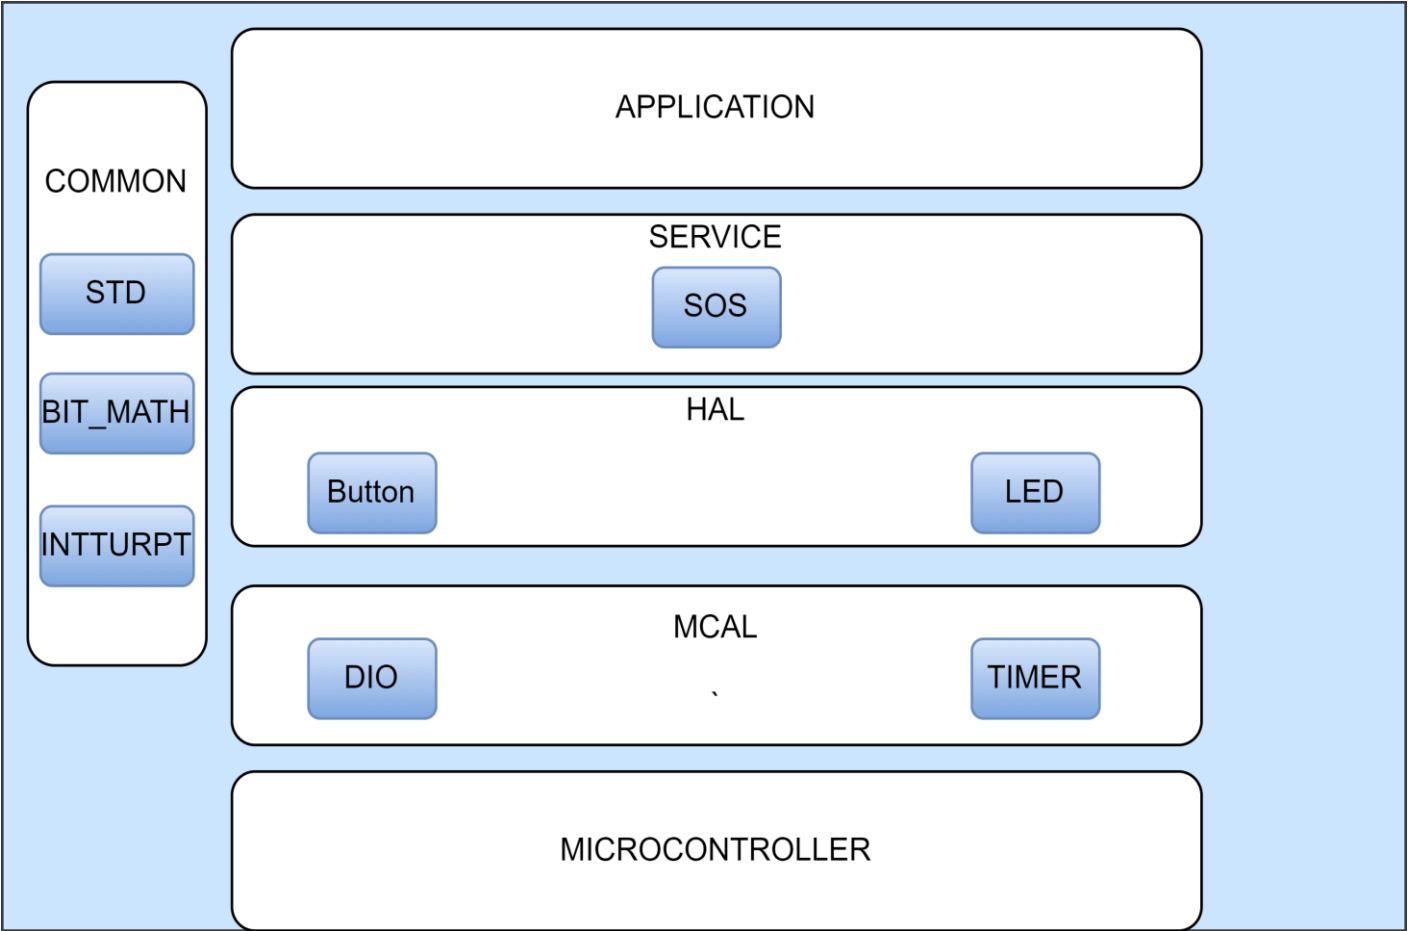 APPLICATION
COMMON
STD
BIT_MATH
INTTURPT
SERVICE
SOS
HAL
Button
LED
MCAL
DIO
`
TIMER
MICROCONTROLLER